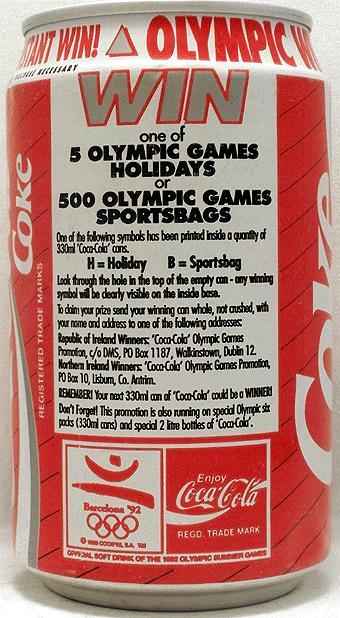 TANT WIN! △ OLYMPIC W
PURCHASE NECESSARY
WIN
one of
5 OLYMPIC GAMES
HOLIDAYS
or
500 OLYMPIC GAMES
SPORTSBAGS
One of the following symbols has been printed inside a quantity of
330ml 'Coca-Cola' cans.
H = Holiday B = Sportsbag
Look through the hole in the top of the empty can - any winning
symbol will be clearly visible on the inside base.
To claim your prize send your winning can whole, not crushed, with
your name and address to one of the following addresses:
Republic of Ireland Winners: 'Coca-Cola' Olympic Games
Promotion, c/o DMS, PO Box 1187, Walkinstown, Dublin 12.
Northern Ireland Winners: 'Coca-Cola' Olympic Games Promotion,
PO Box 10, Lisburn, Co. Antrim.
REMEMBER! Your next 330ml can of 'Coca-Cola' could be a WINNER!
Don't Forget! This promotion is also running on special Olympic six
packs (330ml cans) and special 2 litre bottles of 'Coca-Cola'.
Coke
REGISTERED TRADE MARKS
Barcelona '92
Enjoy
Coca-Cola
REGD. TRADE MARK
OFFICIAL SOFT DRINK OF THE 1992 OLYMPIC SUMMER GAMES